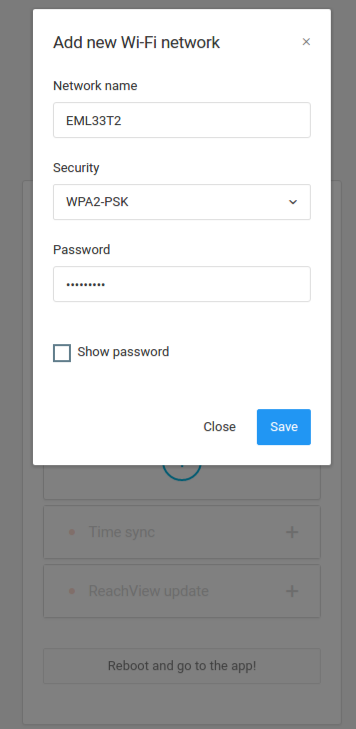 Add new Wi-Fi network ×
Network name
EML33T2
Security
WPA2-PSK
Password
•••••••••
Show password
Close Save
Time sync +
ReachView update +
Reboot and go to the app!